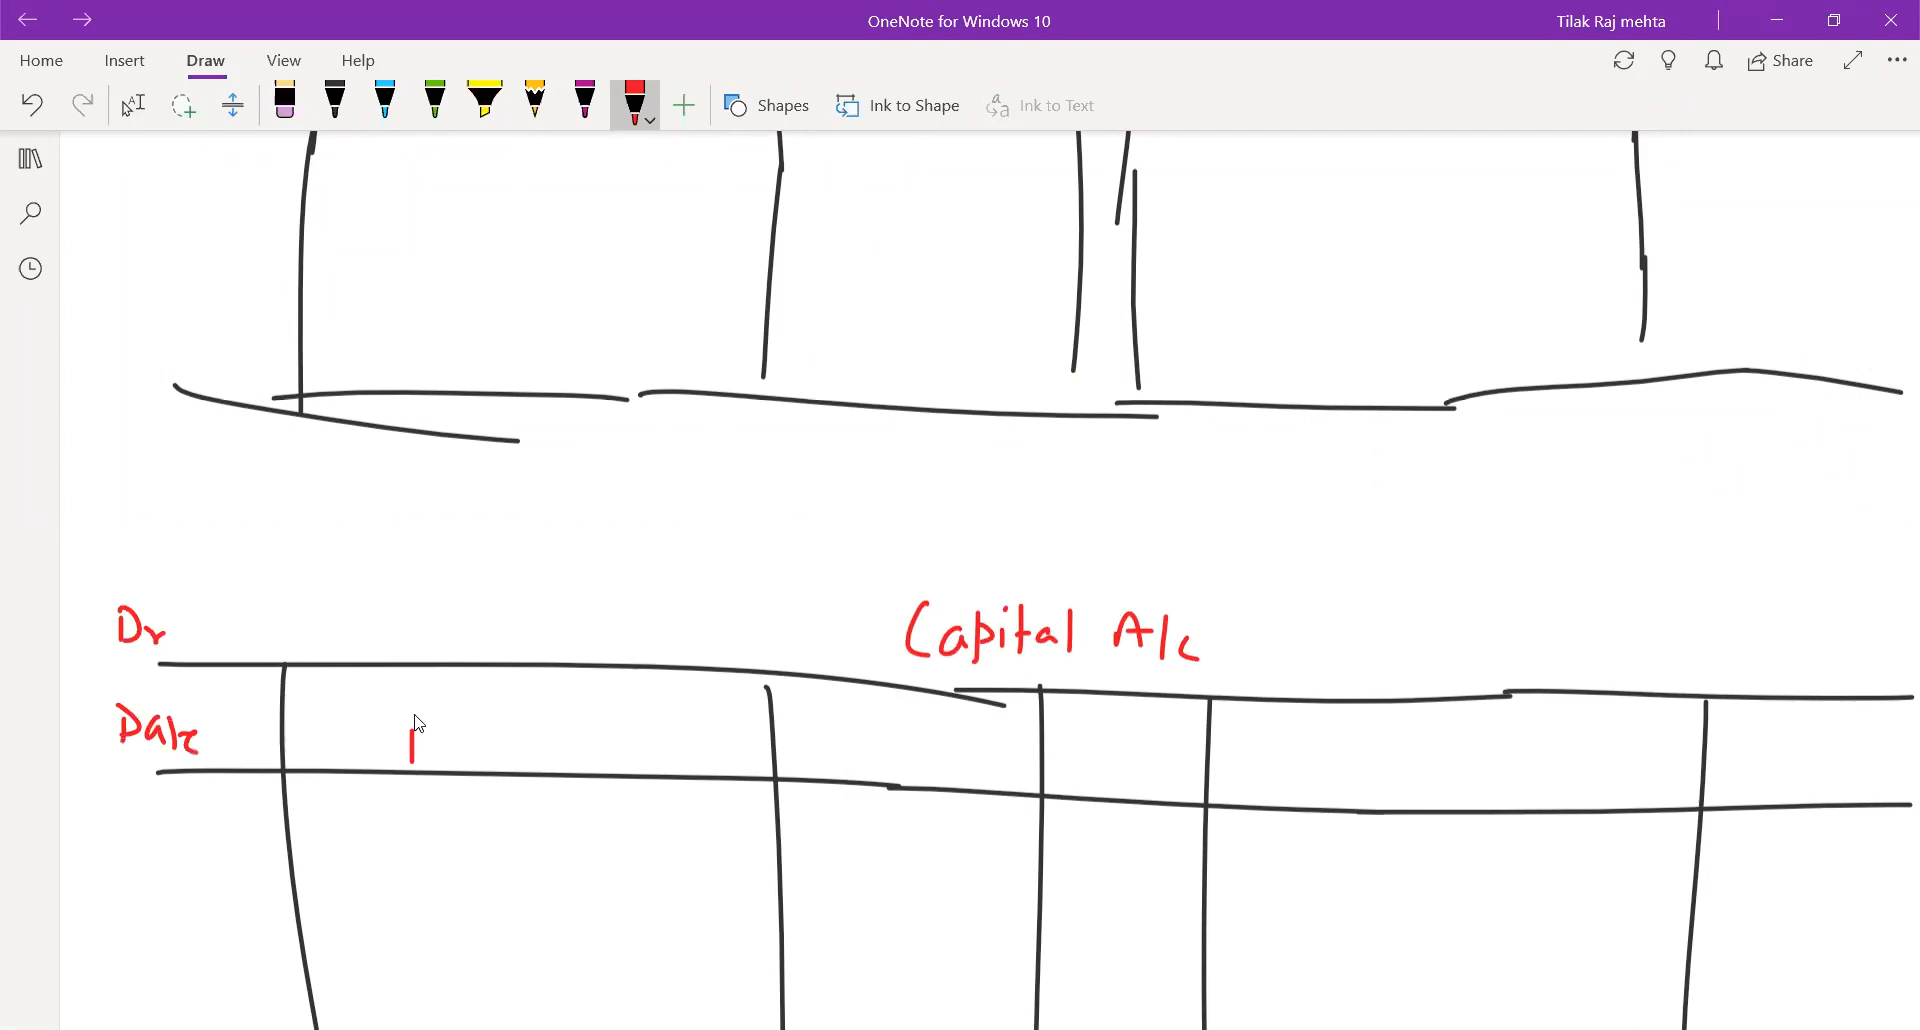 OneNote for Windows 10
Tilak Raj mehta
Home Insert Draw View Help
Share
Shapes Ink to Shape Ink to Text
Dr Capital A/c
Date